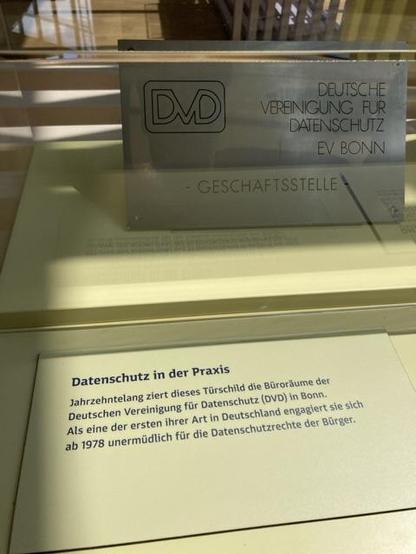 DVD
DEUTSCHE
VEREINIGUNG FÜR
DATENSCHUTZ
EV BONN
- GESCHÄFTSSTELLE -
Datenschutz in der Praxis
Jahrzehntelang ziert dieses Türschild die Büroräume der
Deutschen Vereinigung für Datenschutz (DVD) in Bonn.
Als eine der ersten ihrer Art in Deutschland engagiert sie sich
ab 1978 unermüdlich für die Datenschutzrechte der Bürger.